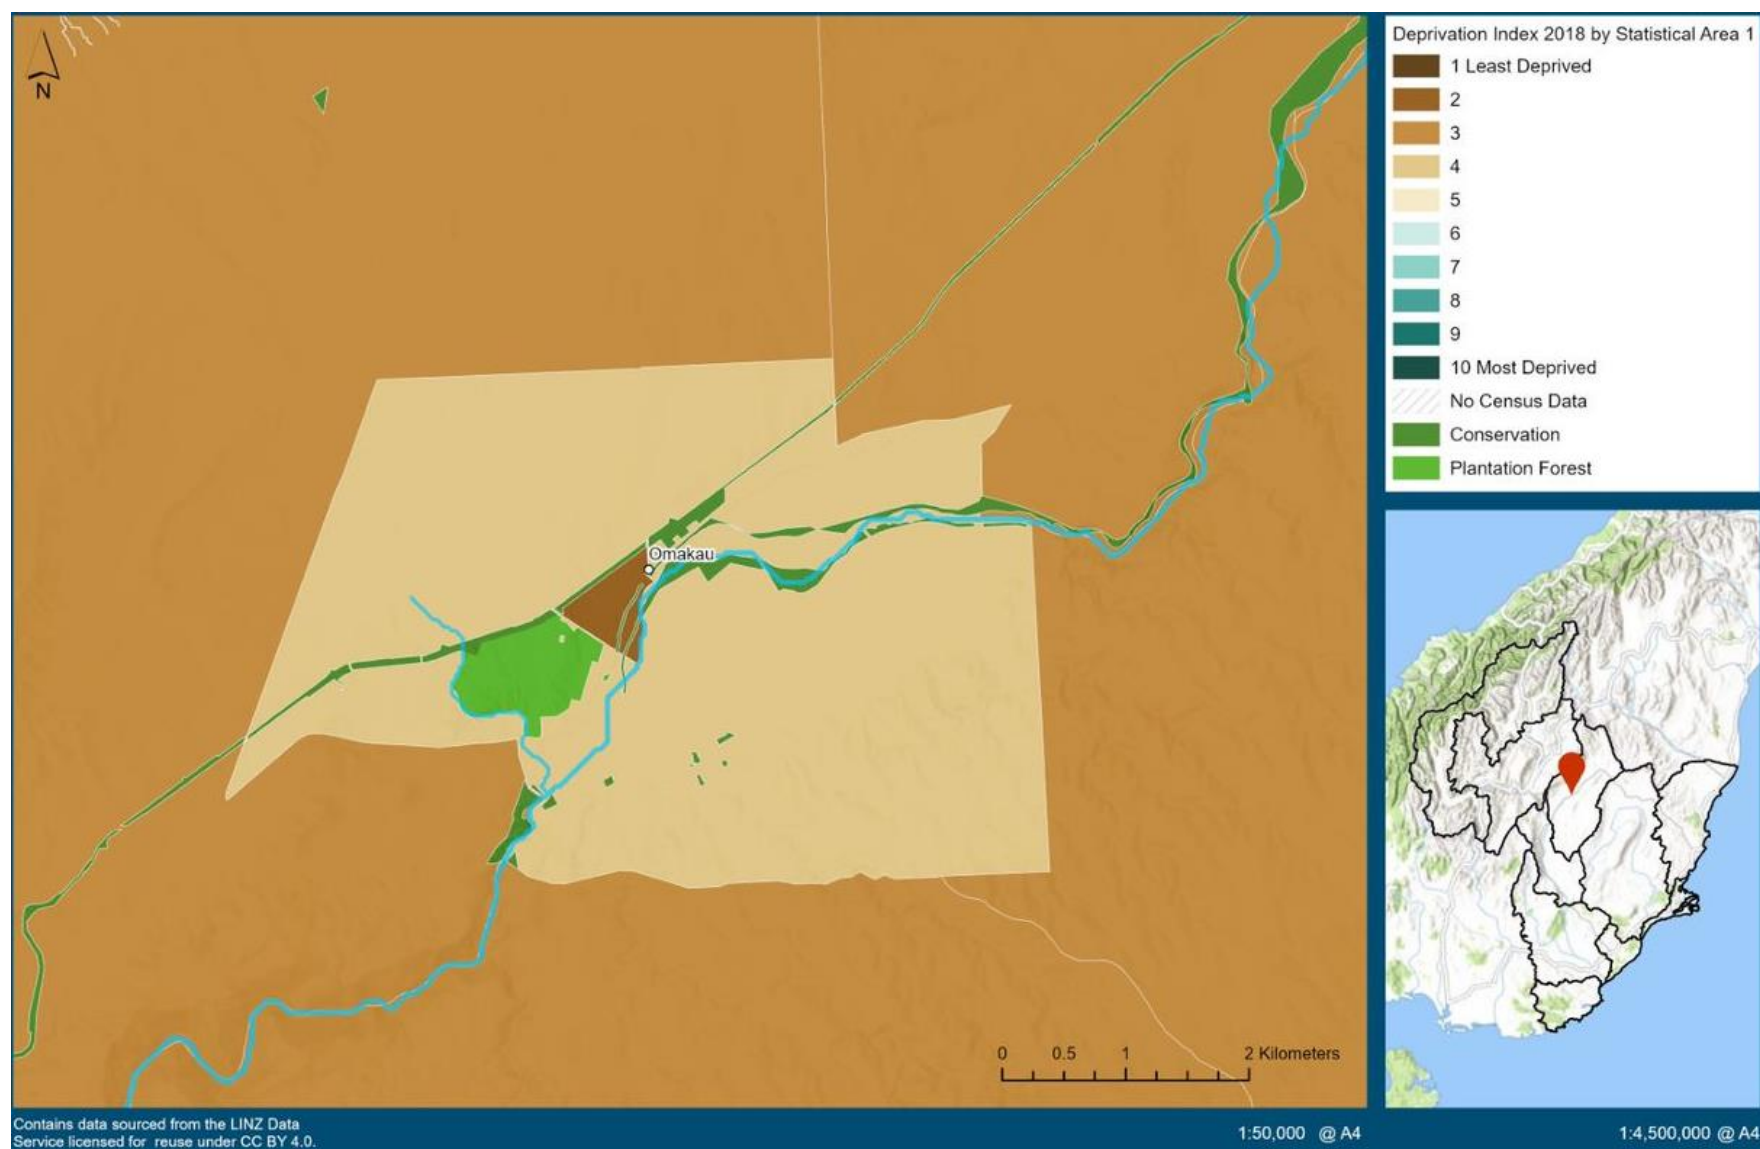 N
Omakau
0 0.5 1 2 Kilometers
Contains data sourced from the LINZ Data
Service licensed for reuse under CC BY 4.0.
1:50,000 @ A4
Deprivation Index 2018 by Statistical Area 1
1 Least Deprived
2
3
4
5
6
7
8
9
10 Most Deprived
No Census Data
Conservation
Plantation Forest
1:4,500,000 @ A4